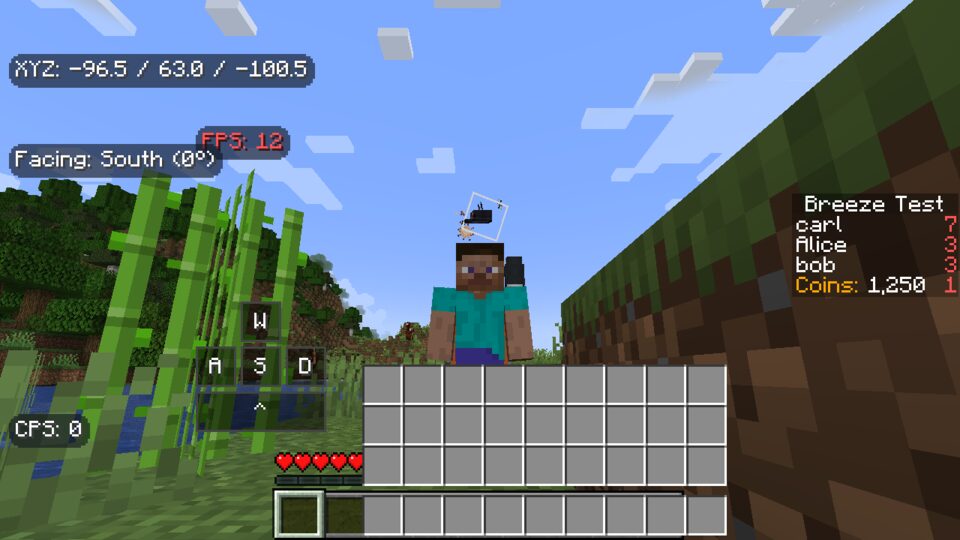 XYZ: -96.5 / 63.0 / -100.5
FPS: 12
Facing: South (0°)
Breeze Test
carl 7
Alice 3
bob 3
Coins: 1,250 1
W
A S D
^
CPS: 0